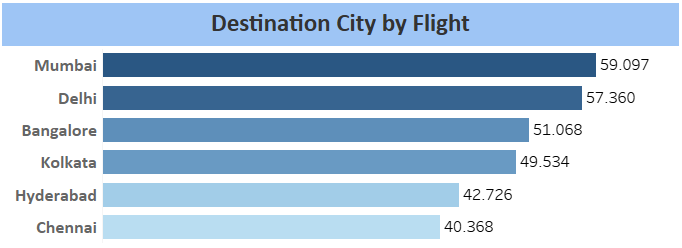 Destination City by Flight
Mumbai 59.097
Delhi 57.360
Bangalore 51.068
Kolkata 49.534
Hyderabad 42.726
Chennai 40.368